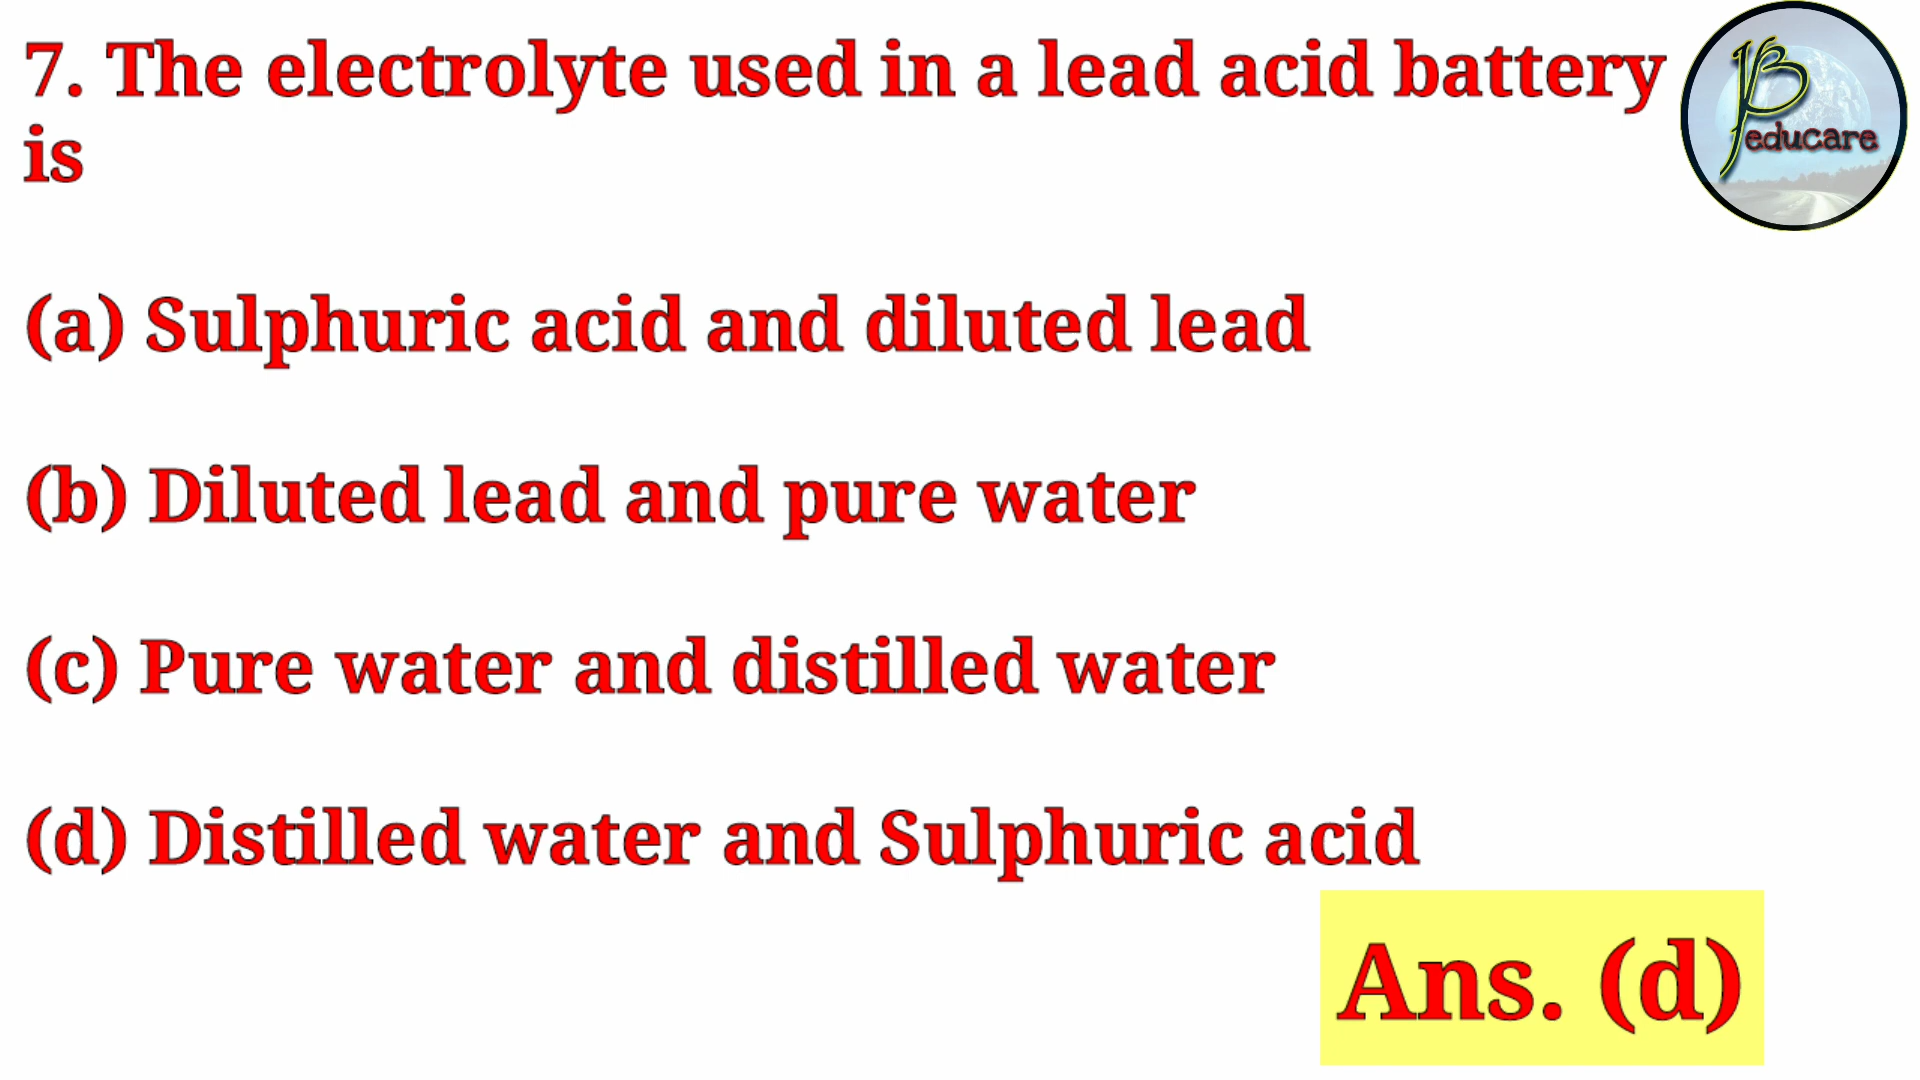 7. The electrolyte used in a lead acid battery
is
(a) Sulphuric acid and diluted lead
(b) Diluted lead and pure water
(c) Pure water and distilled water
(d) Distilled water and Sulphuric acid
Ans. (d)
educare